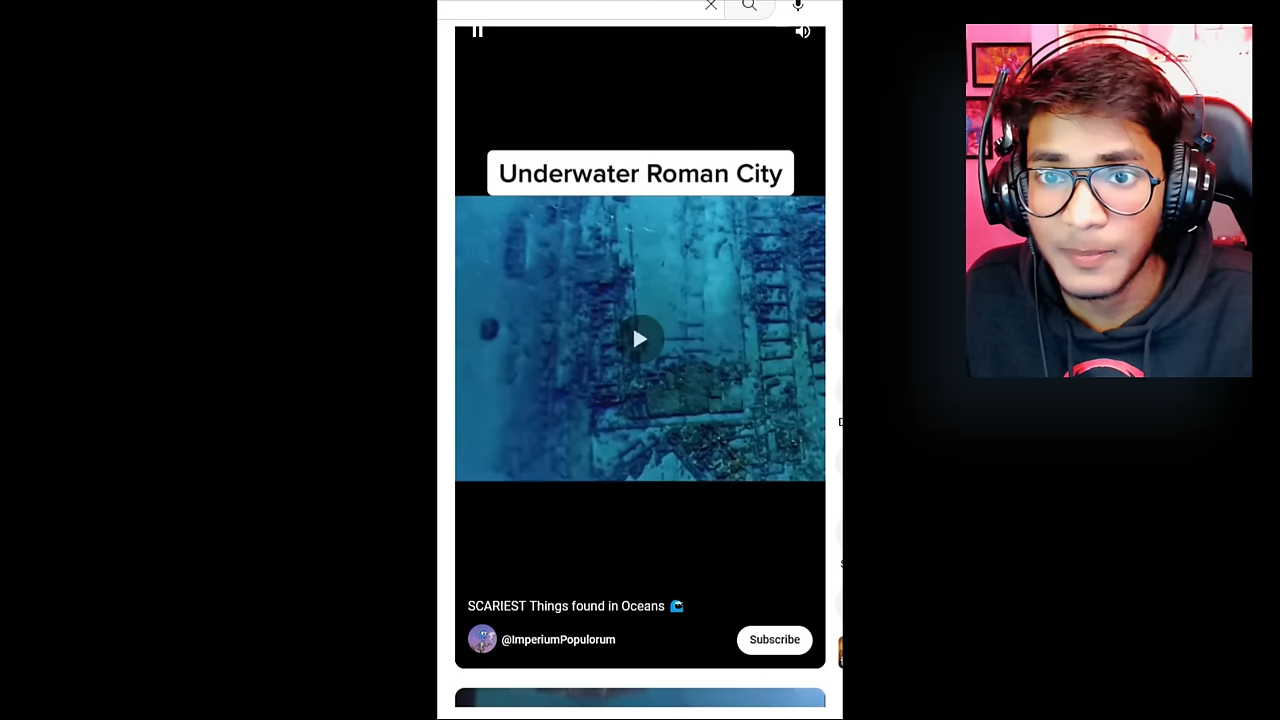 Underwater Roman City
SCARIEST Things found in Oceans
@ImperiumPopulorum
Subscribe